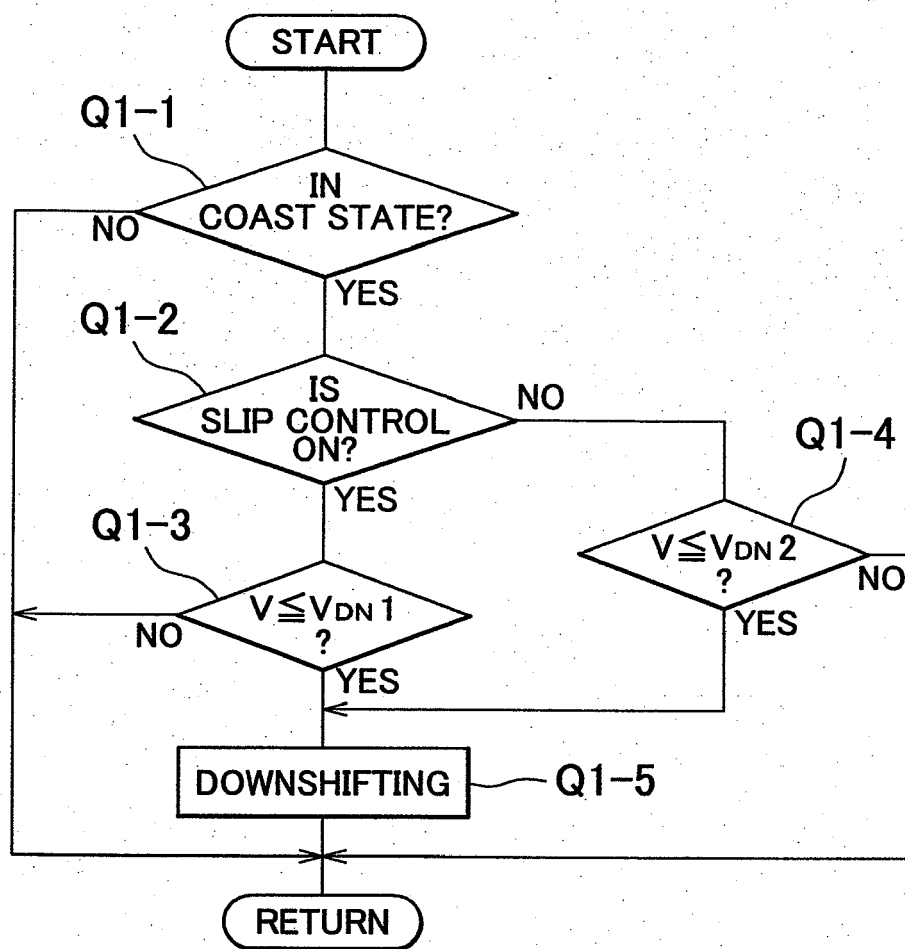 START
Q1-1
IN
COAST STATE?
NO
YES
Q1-2
IS
SLIP CONTROL
ON?
NO
YES
Q1-4
V≦VDN 2
?
NO
YES
Q1-3
V≦VDN 1
?
NO
YES
DOWNSHIFTING
Q1-5
RETURN